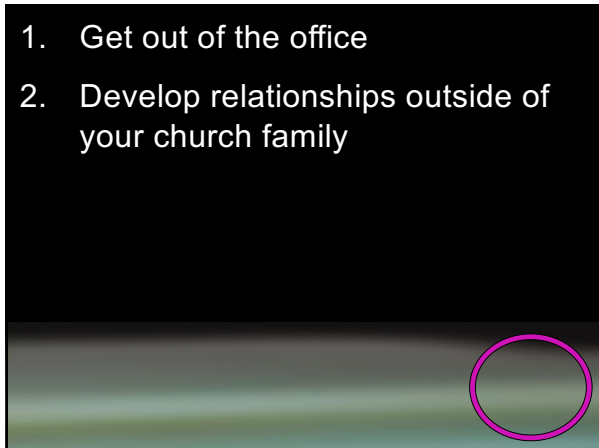 1. Get out of the office
2. Develop relationships outside of
your church family